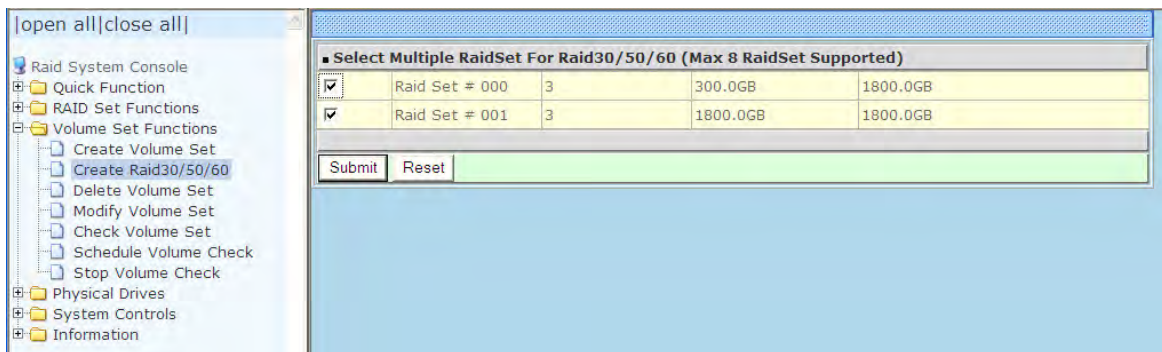 |open all|close all|
Raid System Console
Quick Function
RAID Set Functions
Volume Set Functions
Create Volume Set
Create Raid30/50/60
Delete Volume Set
Modify Volume Set
Check Volume Set
Schedule Volume Check
Stop Volume Check
Physical Drives
System Controls
Information
Select Multiple RaidSet For Raid30/50/60 (Max 8 RaidSet Supported)
Raid Set # 000 3 300.0GB 1800.0GB
Raid Set # 001 3 1800.0GB 1800.0GB
Submit Reset